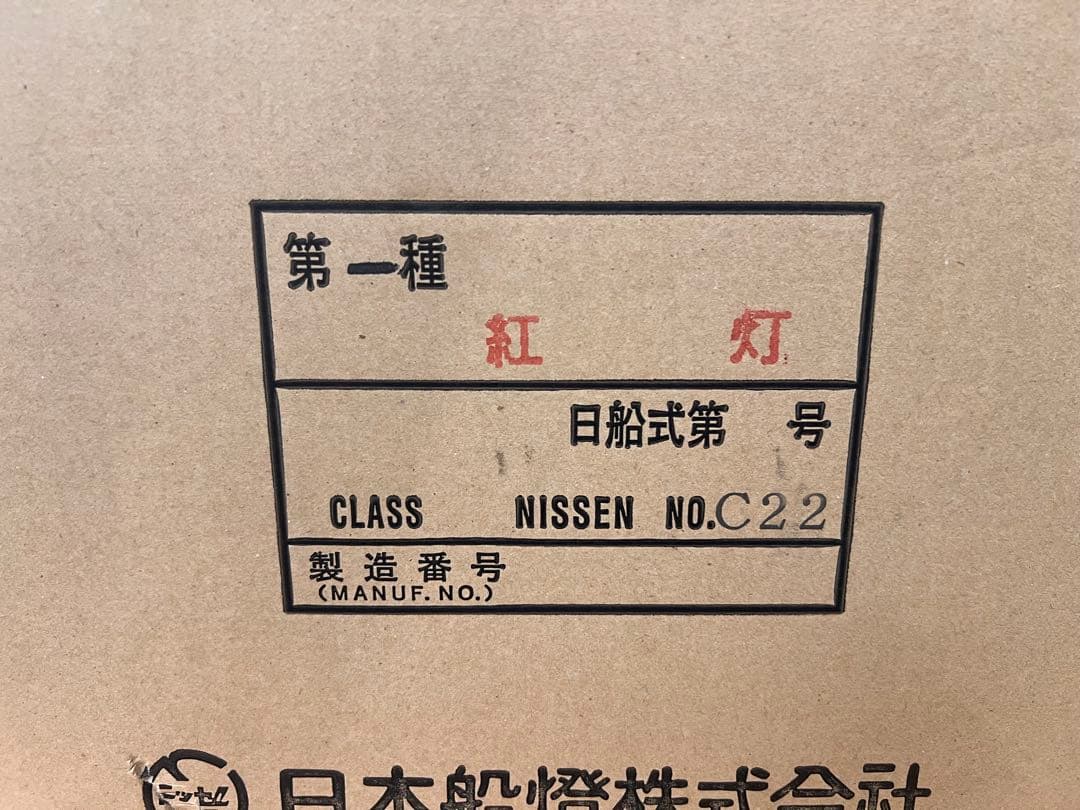 第一種
紅 灯
日船式第 号
CLASS NISSEN NO.C22
製造番号
(MANUF.NO.)
ニッセン 日本船燈株式会社